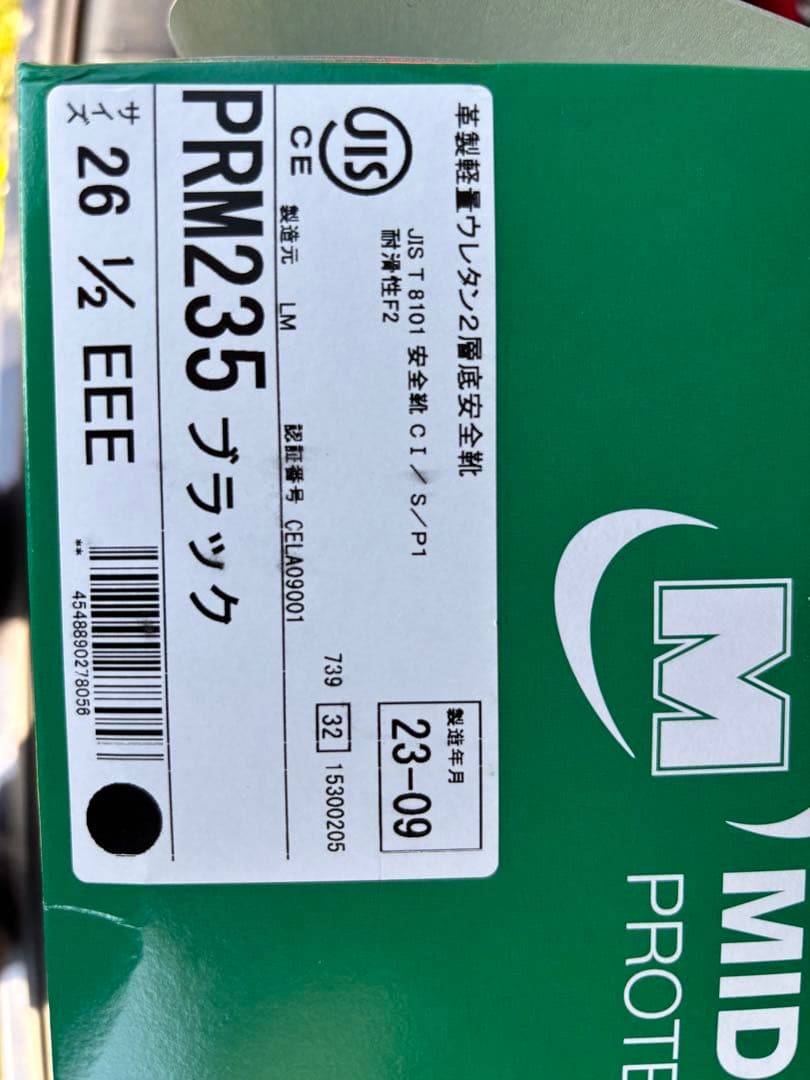 革製軽量ウレタン2層底安全靴
JIS T 8101 安全靴 CI/S/P1
耐滑性F2
JIS
CE
製造年月
23-09
739 32 15300205
製造元 LM 認証番号 CELA09001
PRM235 ブラック
サイズ 26 1/2 EEE
** 4548890278056
M
MID
PROTE